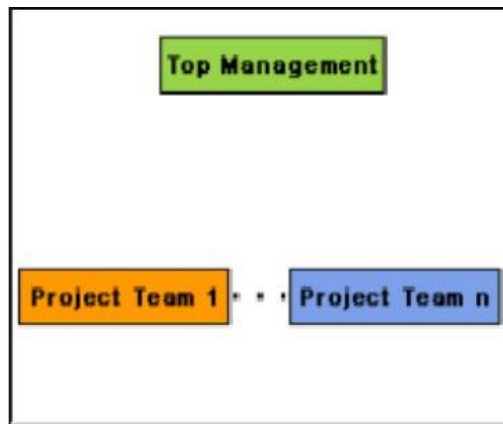 Top Management
Project Team 1 . . . Project Team n